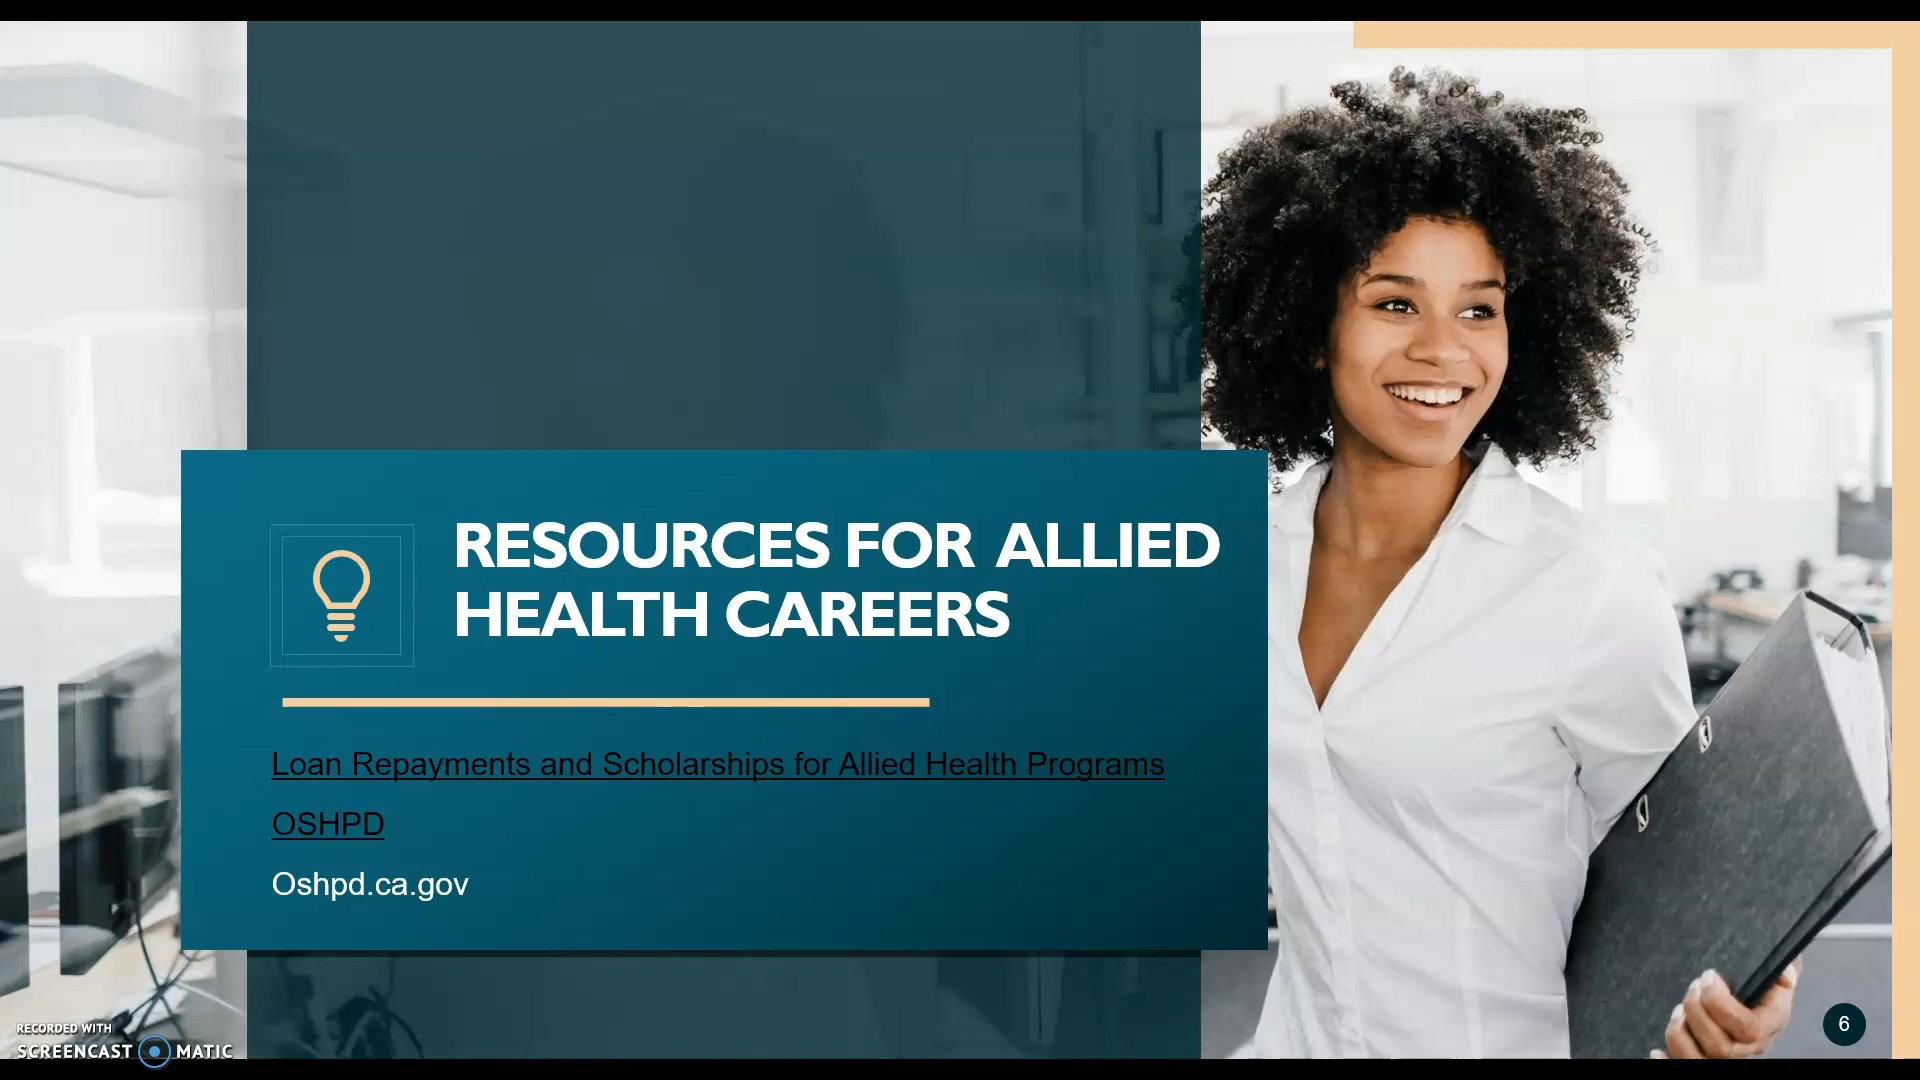 RESOURCES FOR ALLIED
HEALTH CAREERS
Loan Repayments and Scholarships for Allied Health Programs
OSHPD
Oshpd.ca.gov
6
RECORDED WITH
SCREENCAST MATIC